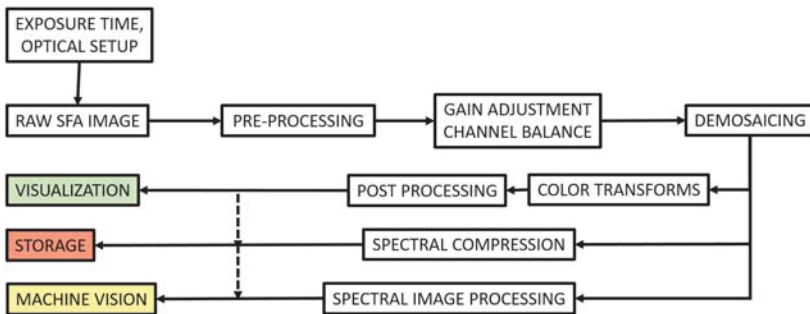 EXPOSURE TIME,
OPTICAL SETUP
RAW SFA IMAGE
PRE-PROCESSING
GAIN ADJUSTMENT
CHANNEL BALANCE
DEMOSAICING
VISUALIZATION
POST PROCESSING
COLOR TRANSFORMS
STORAGE
SPECTRAL COMPRESSION
MACHINE VISION
SPECTRAL IMAGE PROCESSING